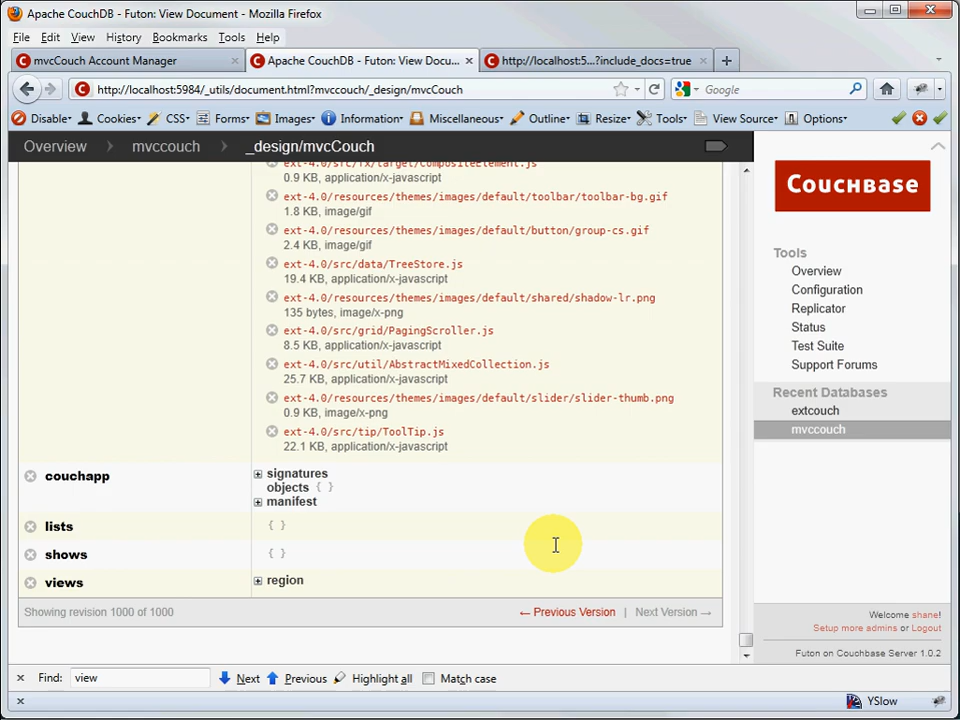 Apache CouchDB - Futon: View Document - Mozilla Firefox
File Edit View History Bookmarks Tools Help
mvcCouch Account Manager
Apache CouchDB - Futon: View Docu...
http://localhost:5...?include_docs=true
http://localhost:5984/_utils/document.html?mvccouch/_design/mvcCouch
Google
Disable Cookies CSS Forms Images Information Miscellaneous Outline Resize Tools View Source Options
Overview mvccouch _design/mvcCouch
ext-4.0/src/fx/target/CompositeElement.js
0.9 KB, application/x-javascript
ext-4.0/resources/themes/images/default/toolbar/toolbar-bg.gif
1.8 KB, image/gif
ext-4.0/resources/themes/images/default/button/group-cs.gif
2.4 KB, image/gif
ext-4.0/src/data/TreeStore.js
19.4 KB, application/x-javascript
ext-4.0/resources/themes/images/default/shared/shadow-lr.png
135 bytes, image/x-png
ext-4.0/src/grid/PagingScroller.js
8.5 KB, application/x-javascript
ext-4.0/src/util/AbstractMixedCollection.js
25.7 KB, application/x-javascript
ext-4.0/resources/themes/images/default/slider/slider-thumb.png
0.9 KB, image/x-png
ext-4.0/src/tip/ToolTip.js
22.1 KB, application/x-javascript
couchapp
signatures
objects { }
manifest
lists { }
shows { }
views region
Showing revision 1000 of 1000
← Previous Version | Next Version →
COUCHBASE
Tools
Overview
Configuration
Replicator
Status
Test Suite
Support Forums
Recent Databases
extcouch
mvccouch
Welcome shane!
Setup more admins or Logout
Futon on Couchbase Server 1.0.2
Find: view Next Previous Highlight all Match case
YSlow